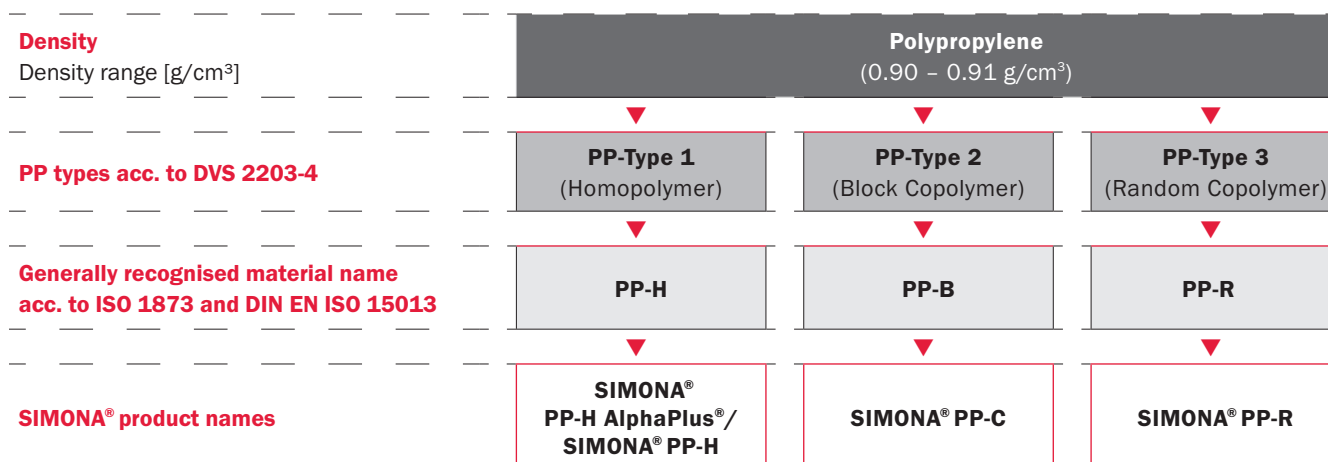 Density
Density range [g/cm³]
Polypropylene
(0.90 – 0.91 g/cm³)
PP types acc. to DVS 2203-4
PP-Type 1
(Homopolymer)
PP-Type 2
(Block Copolymer)
PP-Type 3
(Random Copolymer)
Generally recognised material name
acc. to ISO 1873 and DIN EN ISO 15013
PP-H
PP-B
PP-R
SIMONA® product names
SIMONA®
PP-H AlphaPlus®/
SIMONA® PP-H
SIMONA® PP-C
SIMONA® PP-R